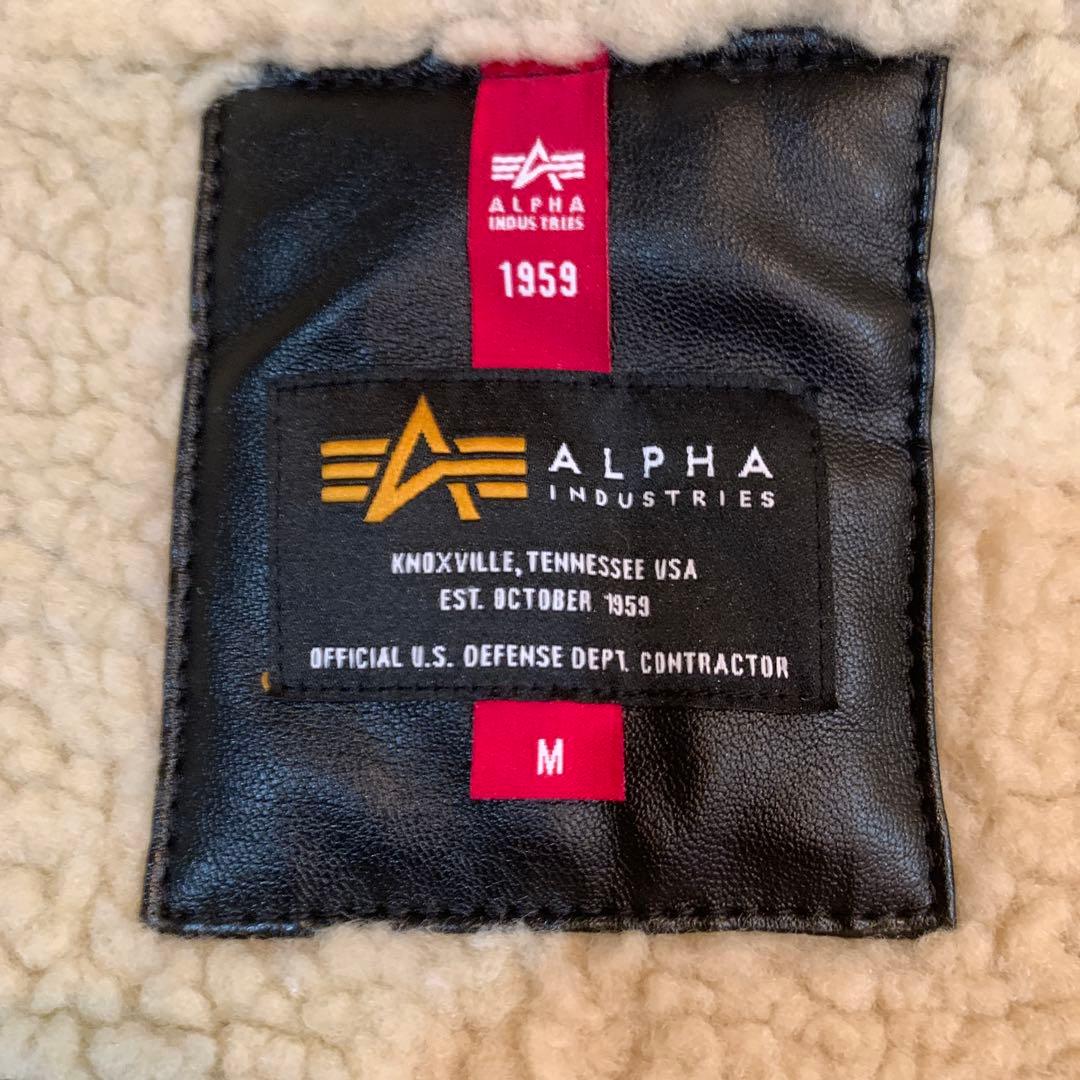 ALPHA
INDUSTRIES
1959
ALPHA
INDUSTRIES
KNOXVILLE, TENNESSEE USA
EST. OCTOBER 1959
OFFICIAL U.S. DEFENSE DEPT. CONTRACTOR
M